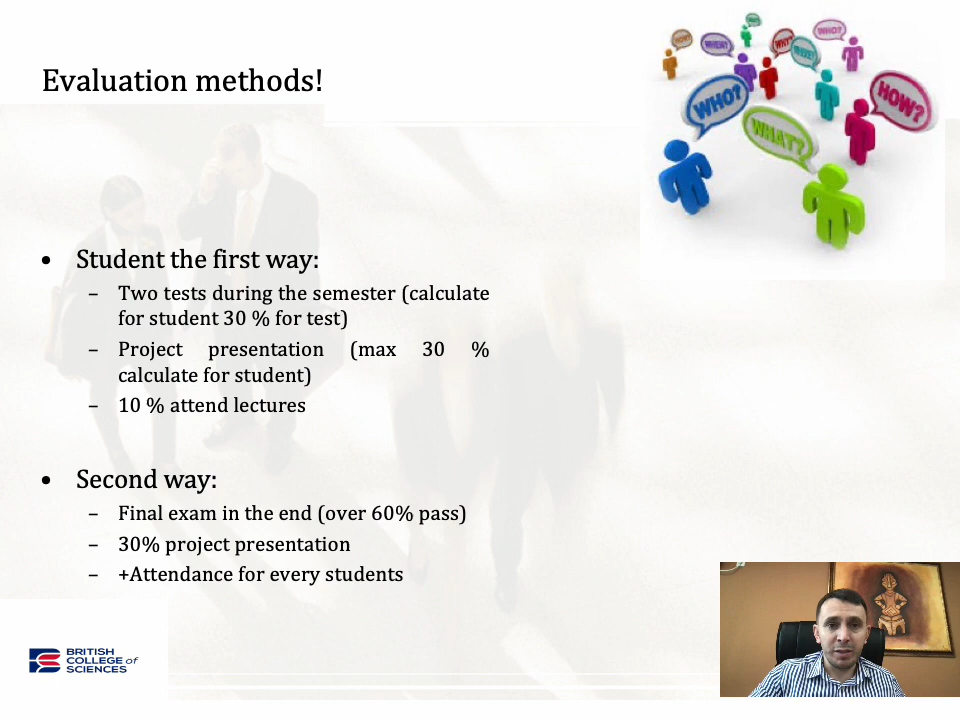 Evaluation methods!
HOW?
WHEN?
WHO?
WHY?
WHO?
HOW?
WHAT?
• Student the first way:
– Two tests during the semester (calculate
for student 30 % for test)
– Project presentation (max 30 %
calculate for student)
– 10 % attend lectures
• Second way:
– Final exam in the end (over 60% pass)
– 30% project presentation
– +Attendance for every students
BRITISH
COLLEGE of
SCIENCES